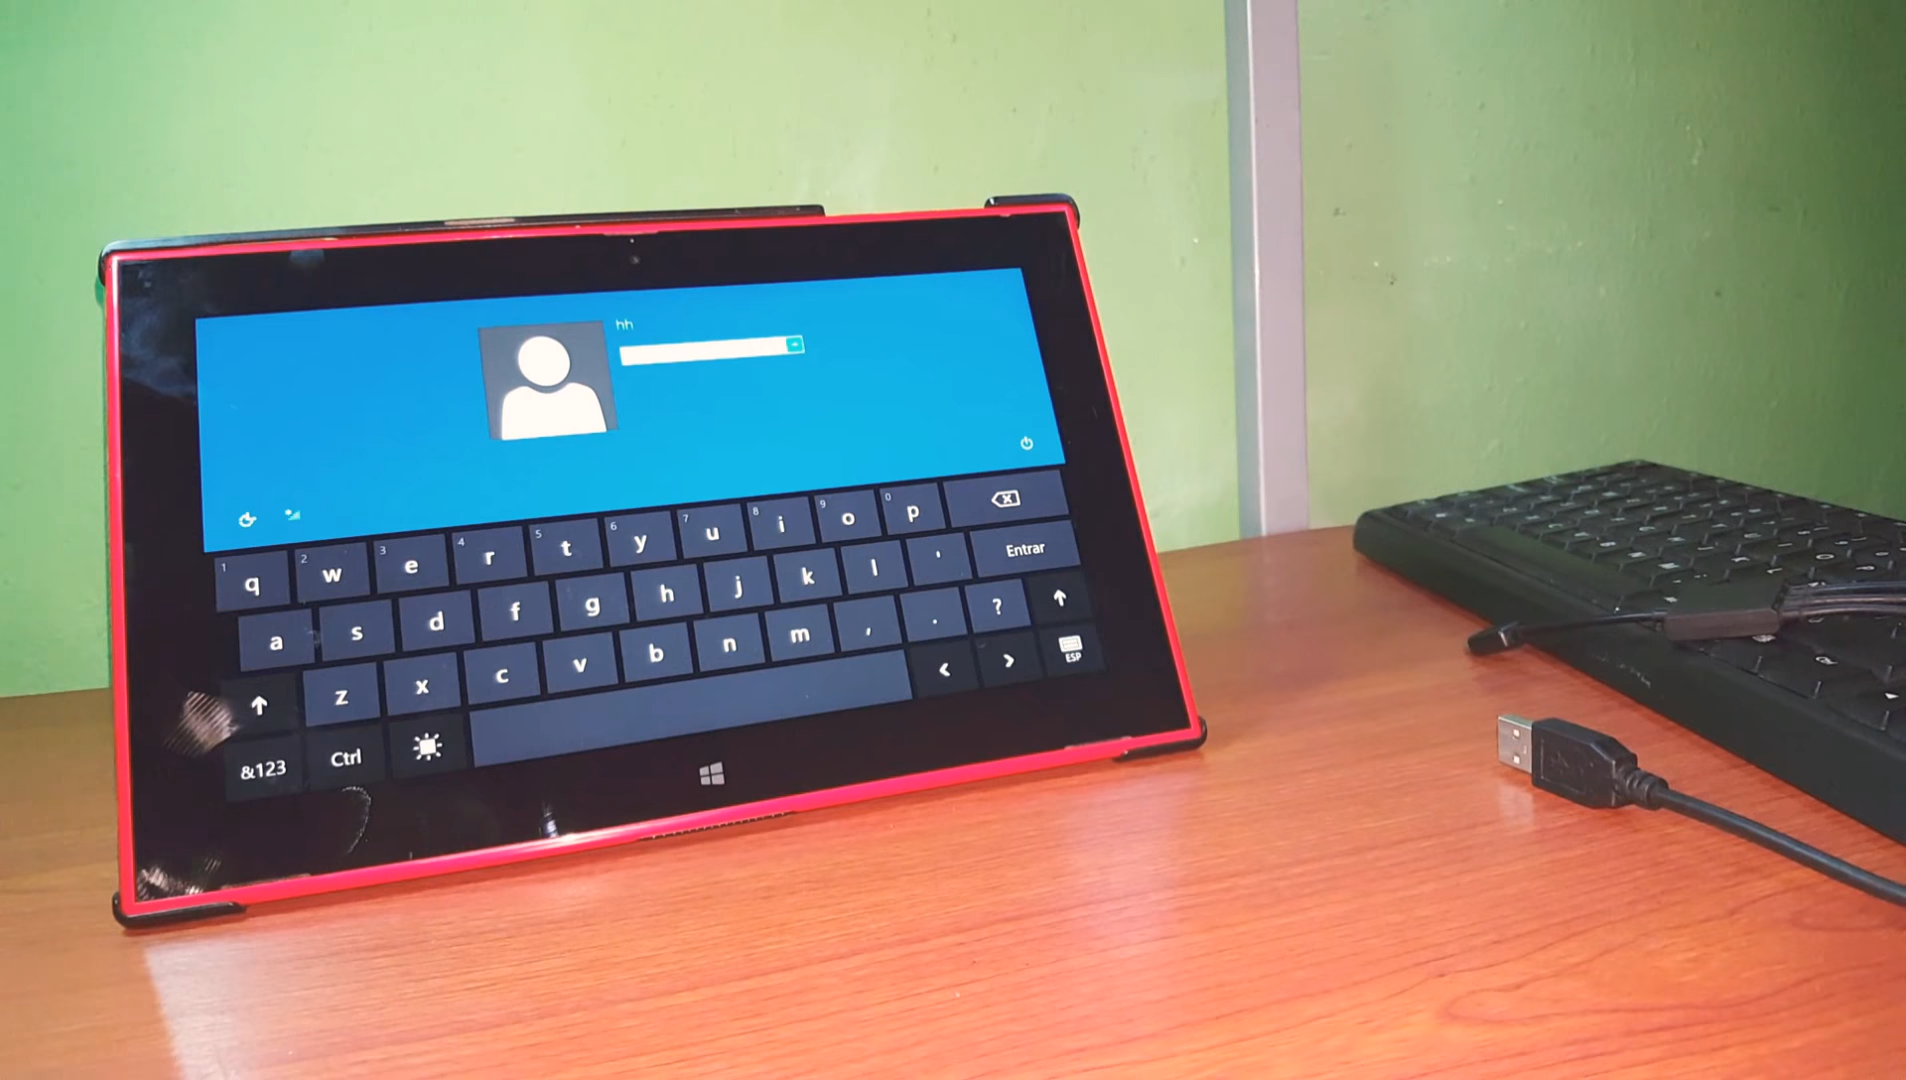 hh
1 q 2 w 3 e 4 r 5 t 6 y 7 u 8 i 9 o 0 p
a s d f g h j k l ' Entrar
z x c v b n m , . ?
&123 Ctrl < > ESP